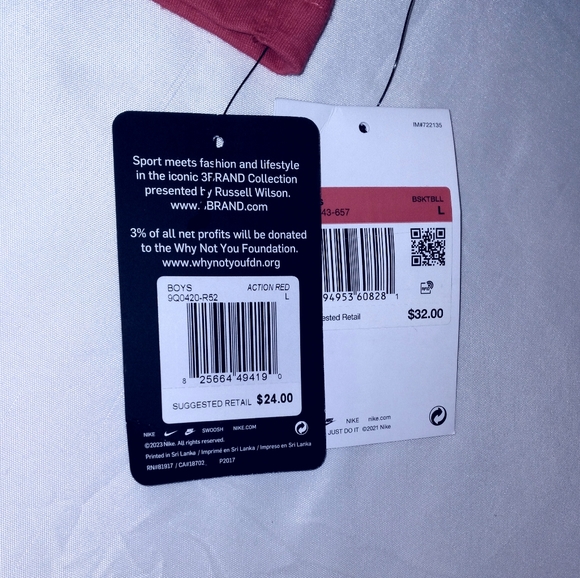 Sport meets fashion and lifestyle
in the iconic 3BRAND Collection
presented by Russell Wilson.
www.3BRAND.com
3% of all net profits will be donated
to the Why Not You Foundation.
www.whynotyoufdn.org
BOYS ACTION RED
9Q0420-R52 L
8 25664 49419 0
SUGGESTED RETAIL $24.00
NIKE SWOOSH NIKE.COM
©2023 Nike. All rights reserved.
Printed in Sri Lanka / Imprimé en Sri Lanka / Impreso en Sri Lanka
RN#81917 / CA#18702 P2017
IM#722135
S BSKTBLL
43-657 L
94953 60828 1
ested Retail $32.00
NIKE nike.com
JUST DO IT ©2021 Nike